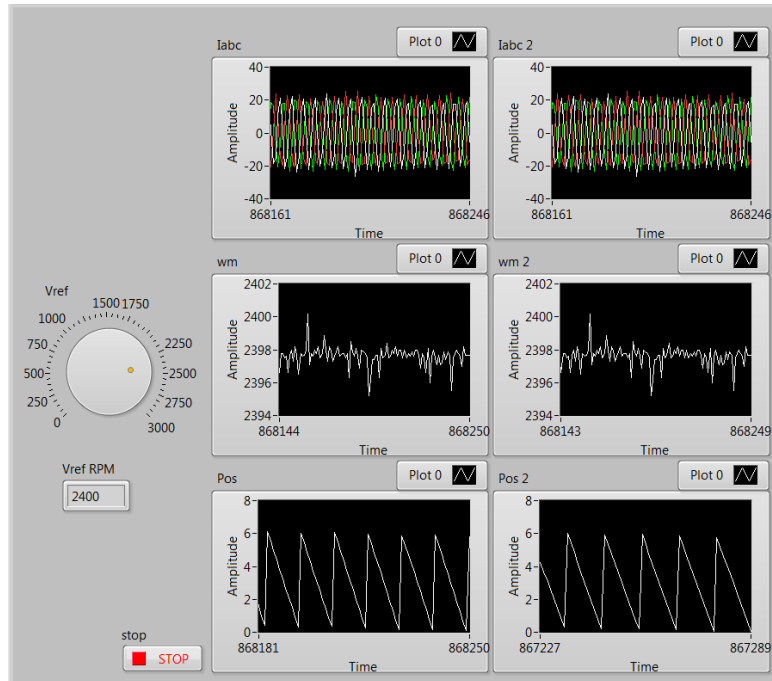 Iabc
Plot 0
Iabc 2
Plot 0
40
20
0
-20
-40
Amplitude
868161
868246
Time
40
20
0
-20
-40
Amplitude
868161
868246
Time
wm
Plot 0
wm 2
Plot 0
2402
2400
2398
2396
2394
Amplitude
868144
868250
Time
2402
2400
2398
2396
2394
Amplitude
868143
868249
Time
Vref
0
250
500
750
1000
1500
1750
2250
2500
2750
3000
Vref RPM
2400
Pos
Plot 0
Pos 2
Plot 0
8
6
4
2
0
Amplitude
868181
868250
Time
8
6
4
2
0
Amplitude
867227
867289
Time
stop
STOP